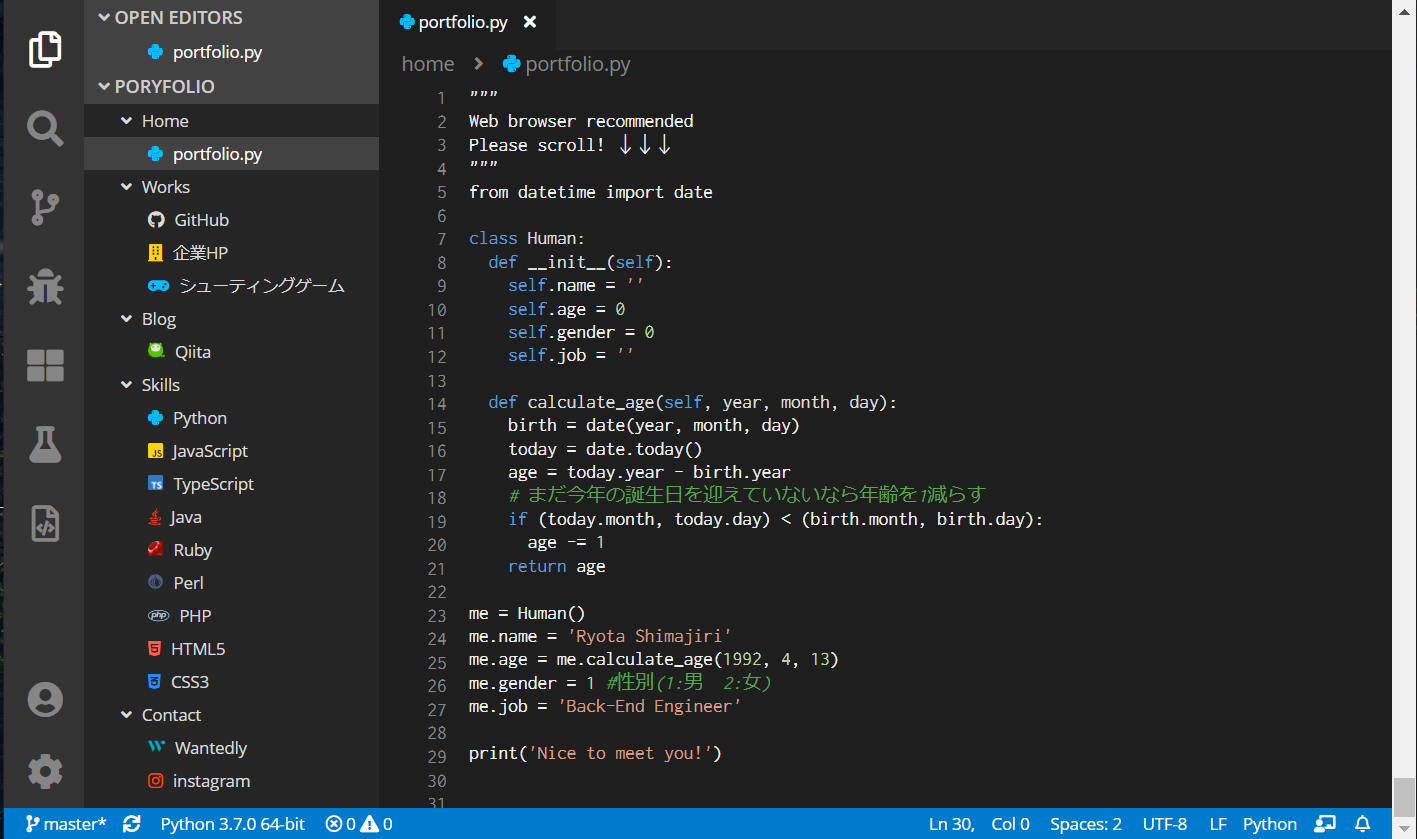 OPEN EDITORS
portfolio.py
PORYFOLIO
Home
portfolio.py
Works
GitHub
企業HP
シューティングゲーム
Blog
Qiita
Skills
Python
JS JavaScript
TS TypeScript
Java
Ruby
Perl
php PHP
HTML5
CSS3
Contact
Wantedly
instagram
portfolio.py ×
home > portfolio.py
1 """
2 Web browser recommended
3 Please scroll! ↓↓↓
4 """
5 from datetime import date
6
7 class Human:
8   def __init__(self):
9     self.name = ''
10     self.age = 0
11     self.gender = 0
12     self.job = ''
13
14   def calculate_age(self, year, month, day):
15     birth = date(year, month, day)
16     today = date.today()
17     age = today.year - birth.year
18     # まだ今年の誕生日を迎えていないなら年齢を1減らす
19     if (today.month, today.day) < (birth.month, birth.day):
20       age -= 1
21     return age
22
23 me = Human()
24 me.name = 'Ryota Shimajiri'
25 me.age = me.calculate_age(1992, 4, 13)
26 me.gender = 1 #性別(1:男　2:女)
27 me.job = 'Back-End Engineer'
28
29 print('Nice to meet you!')
30
31
master* Python 3.7.0 64-bit 0 0 Ln 30, Col 0 Spaces: 2 UTF-8 LF Python